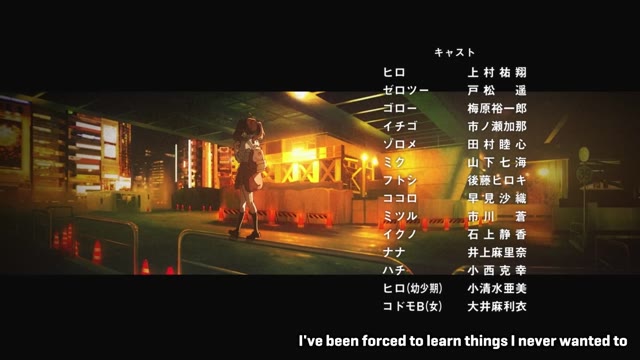 キャスト
ヒロ 上村祐翔
ゼロツー 戸松 遥
ゴロー 梅原裕一郎
イチゴ 市ノ瀬加那
ゾロメ 田村睦心
ミク 山下七海
フトシ 後藤ヒロキ
ココロ 早見沙織
ミツル 市川 蒼
イクノ 石上静香
ナナ 井上麻里奈
ハチ 小西克幸
ヒロ(幼少期) 小清水亜美
コドモB(女) 大井麻利衣
I've been forced to learn things I never wanted to